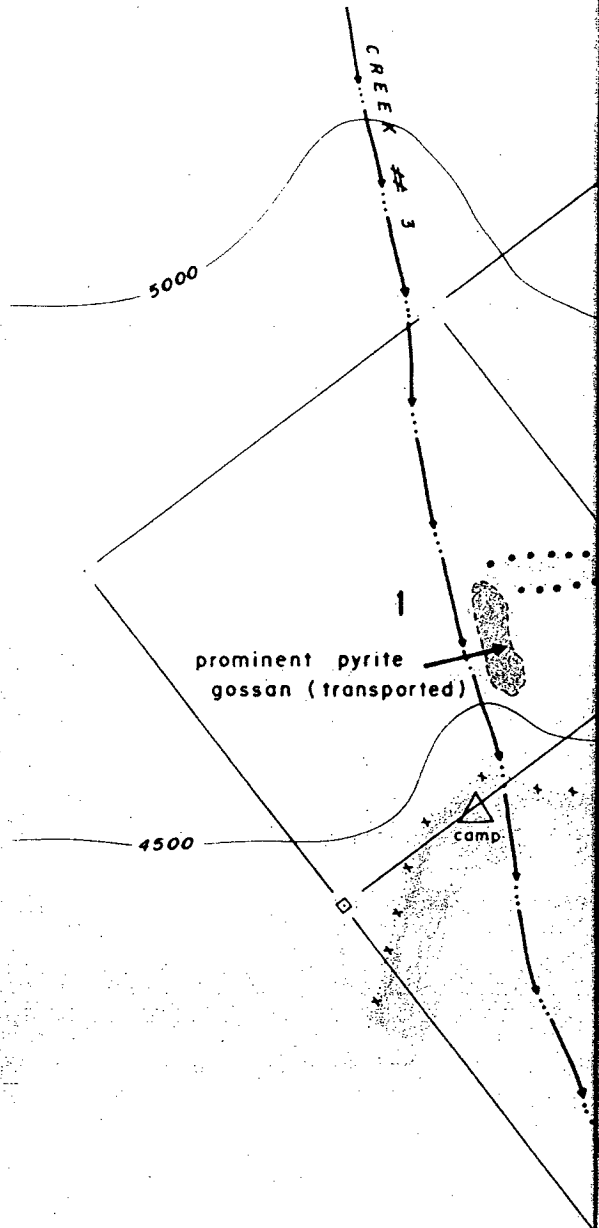 CREEK # 3
5000
1
prominent pyrite
gossan (transported)
camp
4500